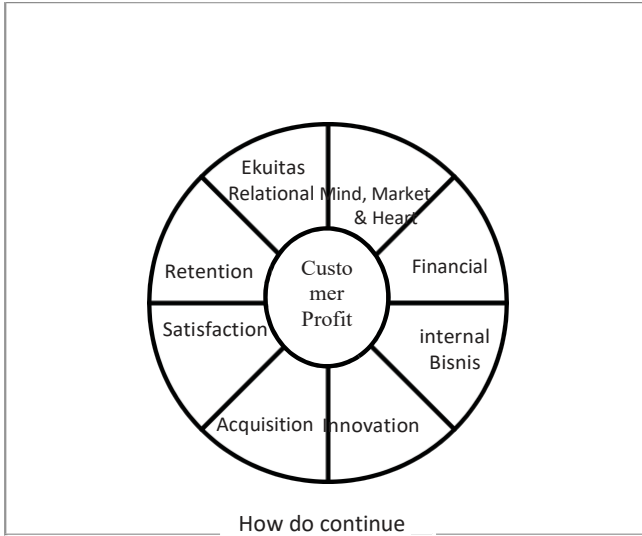 Ekuitas
Relational
Mind, Market
& Heart
Retention
Custo
mer
Profit
Financial
Satisfaction
internal
Bisnis
Acquisition
Innovation
How do continue